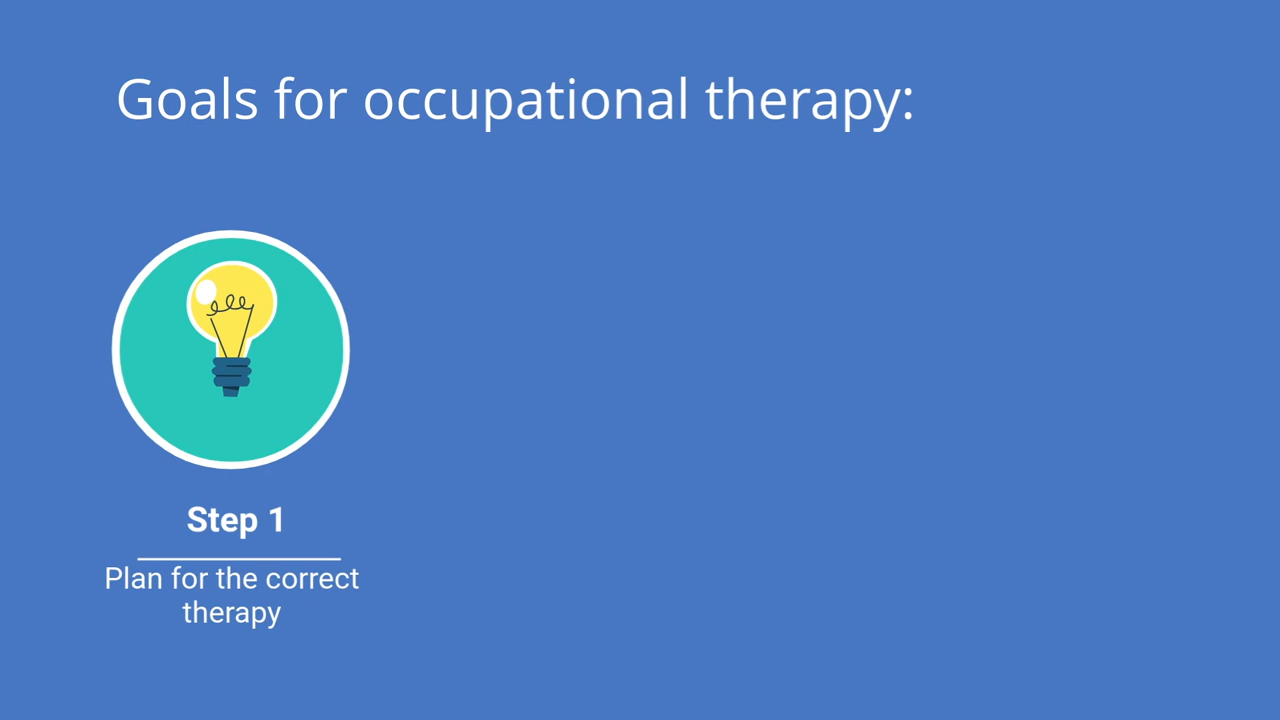 Goals for occupational therapy:
Step 1
Plan for the correct
therapy